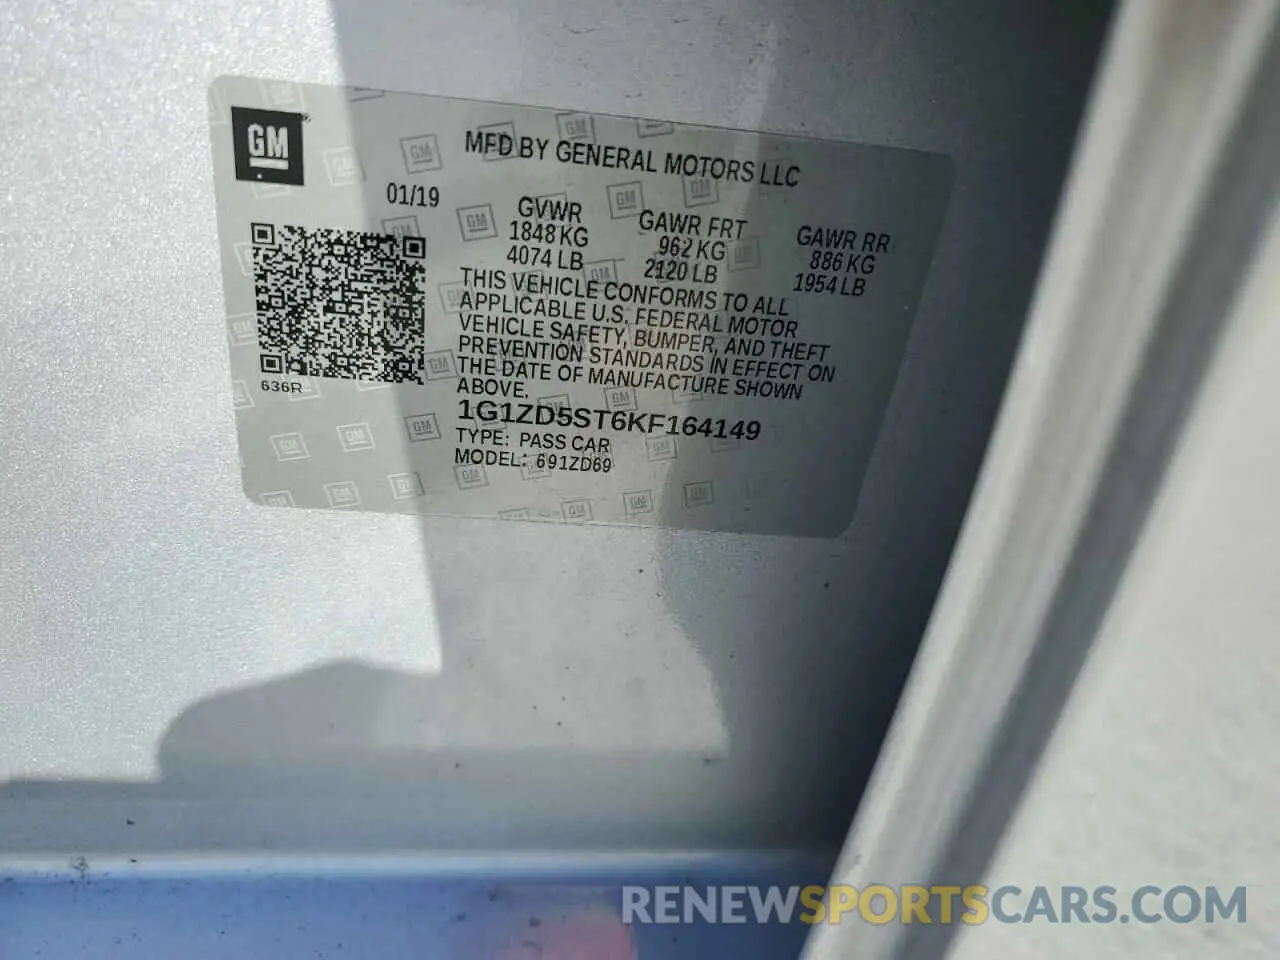 GM
MFD BY GENERAL MOTORS LLC
01/19
GVWR
1848 KG
4074 LB
GAWR FRT
962 KG
2120 LB
GAWR RR
886 KG
1954 LB
THIS VEHICLE CONFORMS TO ALL
APPLICABLE U.S. FEDERAL MOTOR
VEHICLE SAFETY, BUMPER, AND THEFT
PREVENTION STANDARDS IN EFFECT ON
THE DATE OF MANUFACTURE SHOWN
ABOVE.
636R
1G1ZD5ST6KF164149
TYPE: PASS CAR
MODEL: 691ZD69
RENEWSPORTSCARS.COM